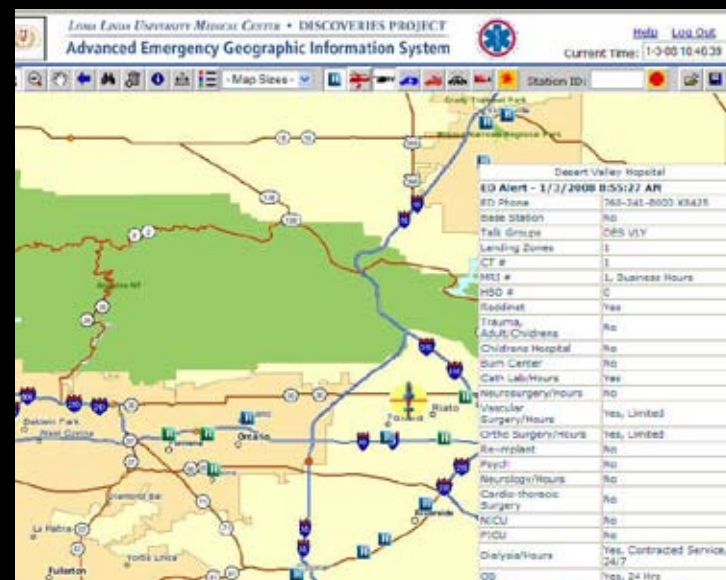 LOMA LINDA UNIVERSITY MEDICAL CENTER • DISCOVERIES PROJECT
Advanced Emergency Geographic Information System
Help Log Out
Current Time: 1-3-08 10:46:39
- Map Sizes -
Station ID:
Regional Park
Desert Valley Hospital
ED Alert - 1/3/2008 8:55:27 AM
ED Phone
Base Station No
Talk Groups DES VLY
Landing Zones 1
CT # 1
MRI # 1, Business Hours
HBO # 0
Reddinet Yes
Trauma, Adult/Childrens No
Childrens Hospital No
Burn Center No
Cath Lab/Hours Yes
Neurosurgery/Hours No
Vascular Surgery/Hours Yes, Limited
Ortho Surgery/Hours Yes, Limited
Re-implant No
Psych No
Neurology/Hours No
Cardio-thoracic Surgery No
NICU No
PICU No
Dialysis/Hours Yes, Contracted Service, 24/7
OB Yes, 24 Hrs
Angeles NF
Rialto
Baldwin Park
West Covina
Ontario
Diamond Bar
Riverside
La Habra
Yorba Linda
Fullerton